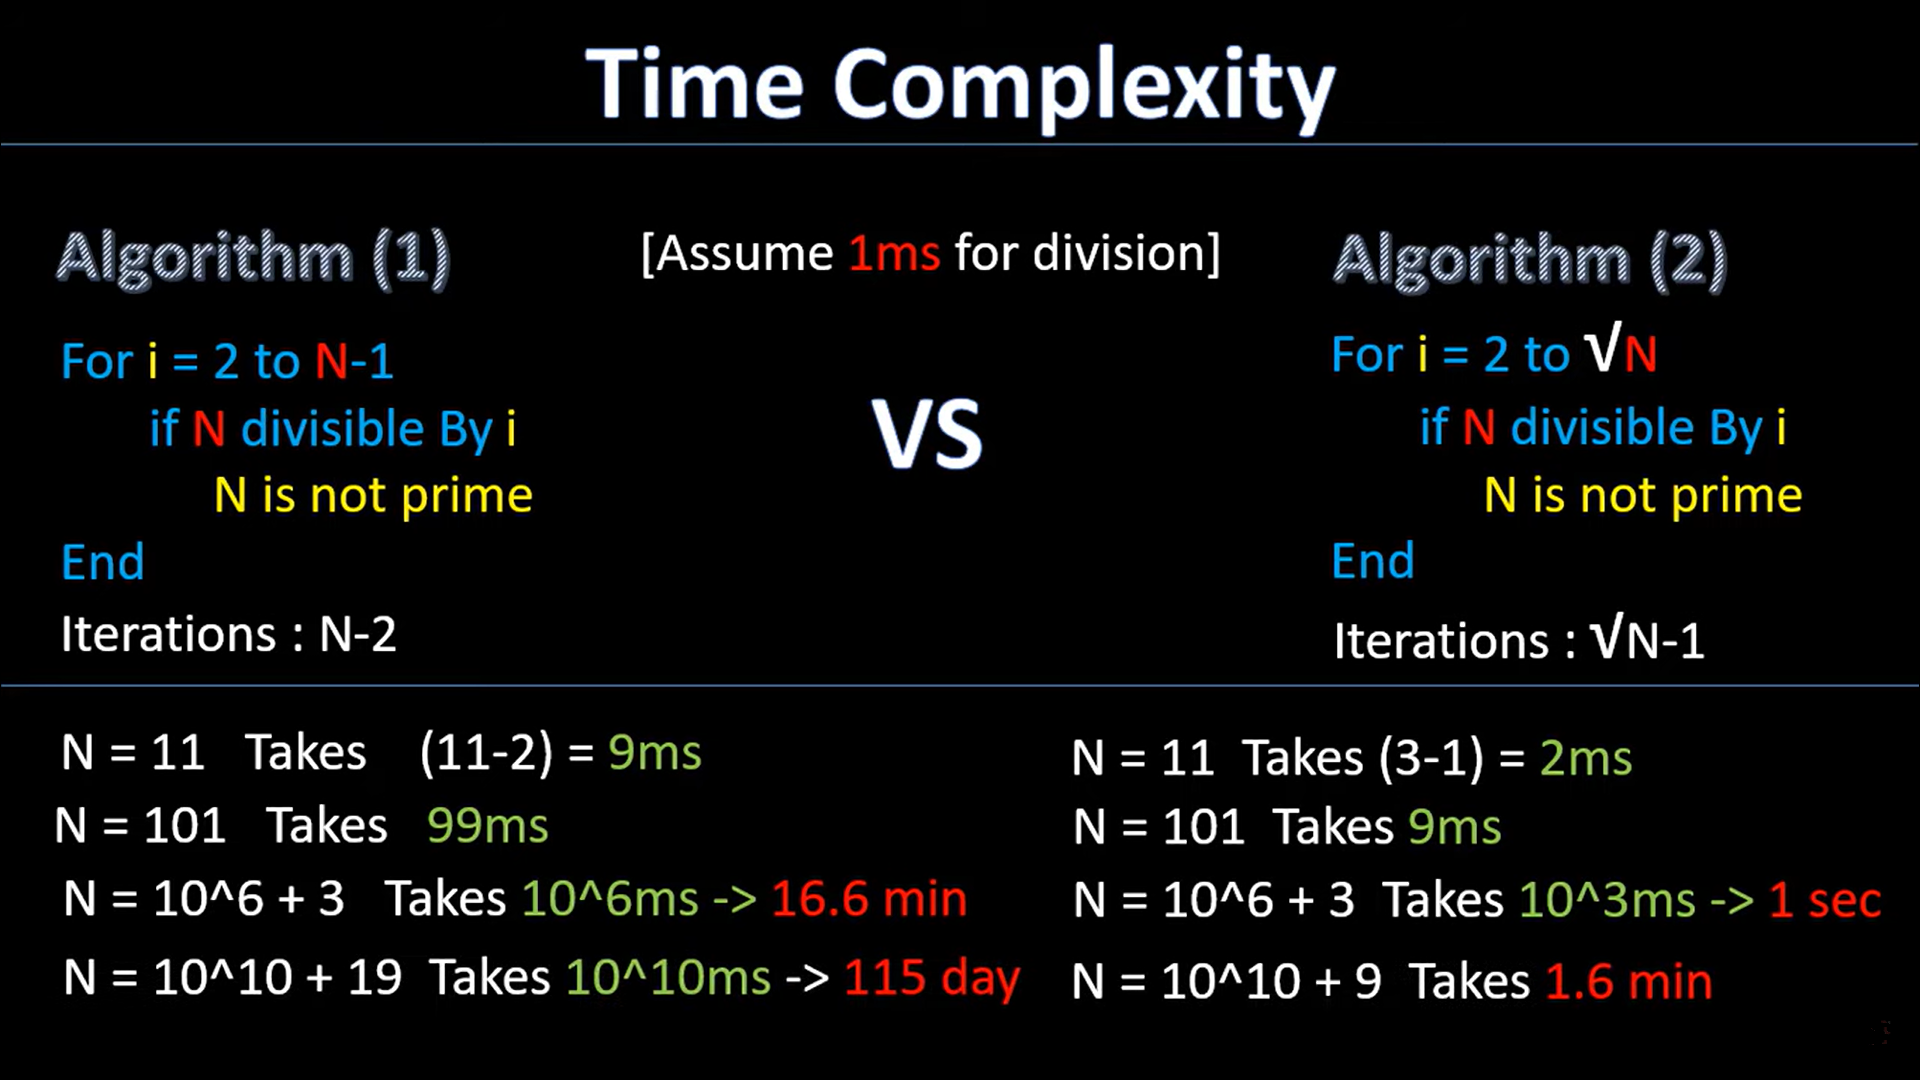 Time Complexity
Algorithm (1)
[Assume 1ms for division]
Algorithm (2)
For i = 2 to N-1
if N divisible By i
N is not prime
End
Iterations : N-2
VS
For i = 2 to √N
if N divisible By i
N is not prime
End
Iterations : √N-1
N = 11 Takes (11-2) = 9ms
N = 101 Takes 99ms
N = 10^6 + 3 Takes 10^6ms -> 16.6 min
N = 10^10 + 19 Takes 10^10ms -> 115 day
N = 11 Takes (3-1) = 2ms
N = 101 Takes 9ms
N = 10^6 + 3 Takes 10^3ms -> 1 sec
N = 10^10 + 9 Takes 1.6 min